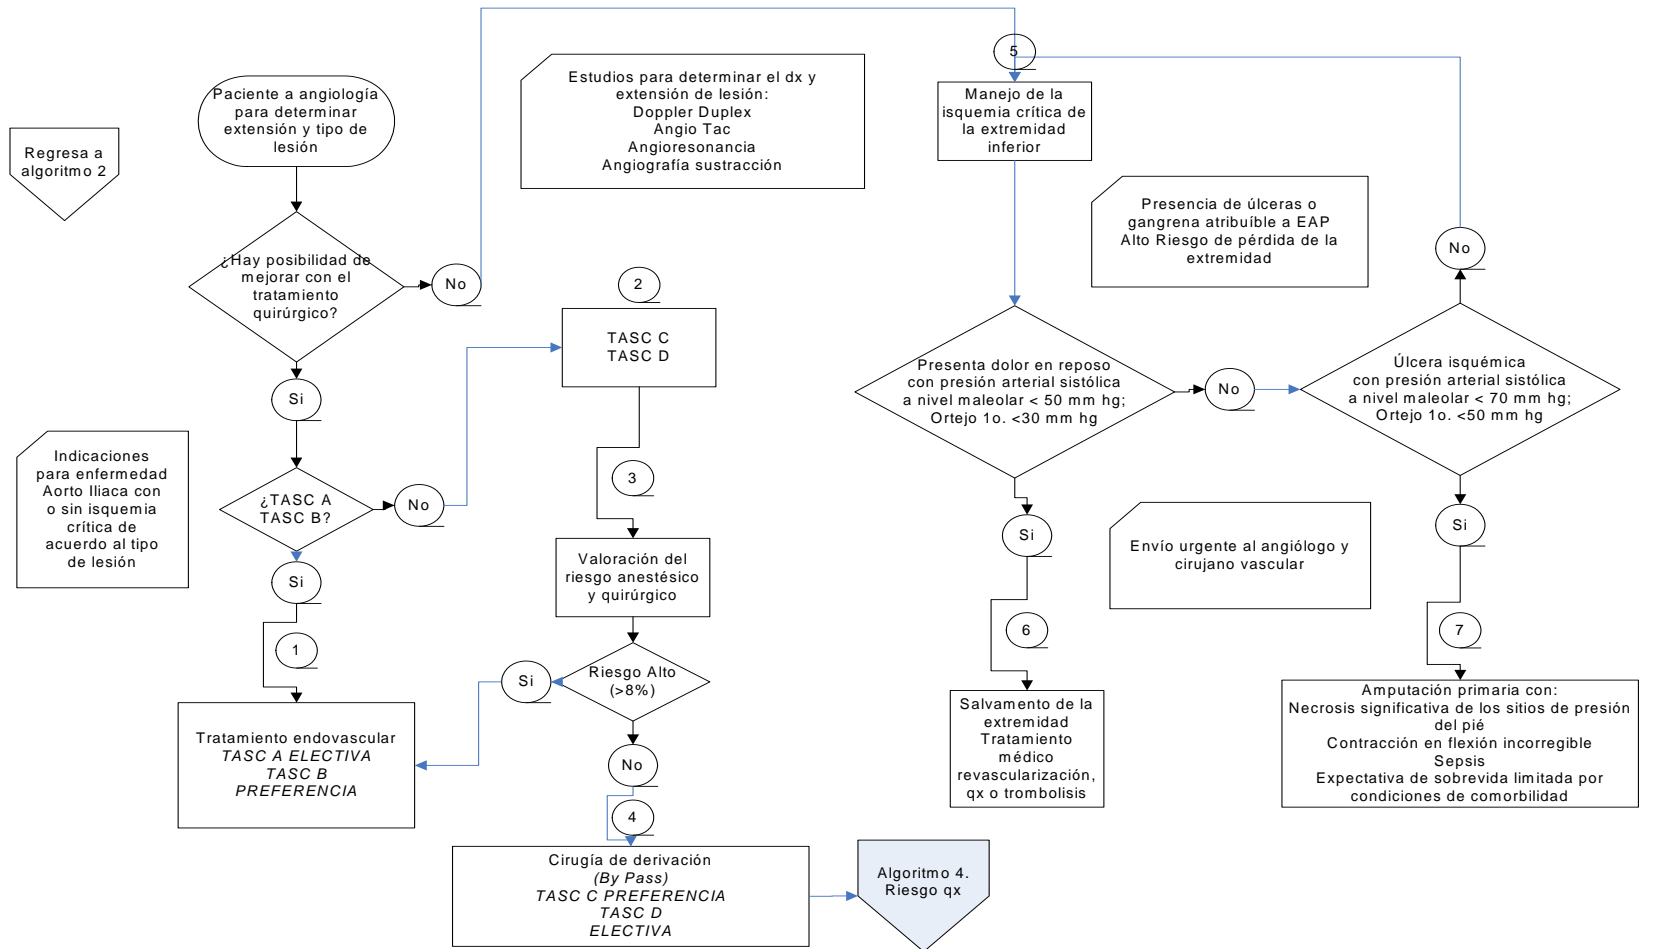 Paciente a angiología
para determinar
extensión y tipo de
lesión
Regresa a
algoritmo 2
¿Hay posibilidad de
mejorar con el
tratamiento
quirúrgico?
No
Si
Indicaciones
para enfermedad
Aorto Iliaca con
o sin isquemia
crítica de
acuerdo al tipo
de lesión
¿TASC A
TASC B?
No
Si
1
Tratamiento endovascular
TASC A ELECTIVA
TASC B
PREFERENCIA
Estudios para determinar el dx y
extensión de lesión:
Doppler Duplex
Angio Tac
Angioresonancia
Angiografía sustracción
2
TASC C
TASC D
3
Valoración del
riesgo anestésico
y quirúrgico
Riesgo Alto
(>8%)
Si
No
4
Cirugía de derivación
(By Pass)
TASC C PREFERENCIA
TASC D
ELECTIVA
Algoritmo 4.
Riesgo qx
5
Manejo de la
isquemia crítica de
la extremidad
inferior
Presencia de úlceras o
gangrena atribuíble a EAP
Alto Riesgo de pérdida de la
extremidad
No
Presenta dolor en reposo
con presión arterial sistólica
a nivel maleolar < 50 mm hg;
Ortejo 1o. <30 mm hg
No
Úlcera isquémica
con presión arterial sistólica
a nivel maleolar < 70 mm hg;
Ortejo 1o. <50 mm hg
Si
Envío urgente al angiólogo y
cirujano vascular
Si
6
7
Salvamento de la
extremidad
Tratamiento
médico
revascularización,
qx o trombolisis
Amputación primaria con:
Necrosis significativa de los sitios de presión
del pié
Contracción en flexión incorregible
Sepsis
Expectativa de sobrevida limitada por
condiciones de comorbilidad